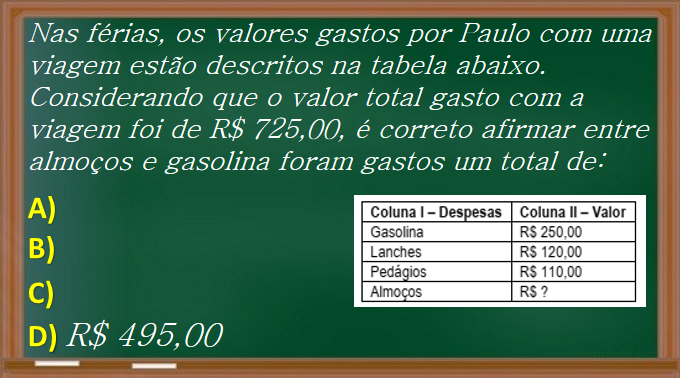 Nas férias, os valores gastos por Paulo com uma
viagem estão descritos na tabela abaixo.
Considerando que o valor total gasto com a
viagem foi de R$ 725,00, é correto afirmar entre
almoços e gasolina foram gastos um total de:
A)
B)
C)
D) R$ 495,00
Coluna I – Despesas Coluna II – Valor
Gasolina R$ 250,00
Lanches R$ 120,00
Pedágios R$ 110,00
Almoços R$ ?